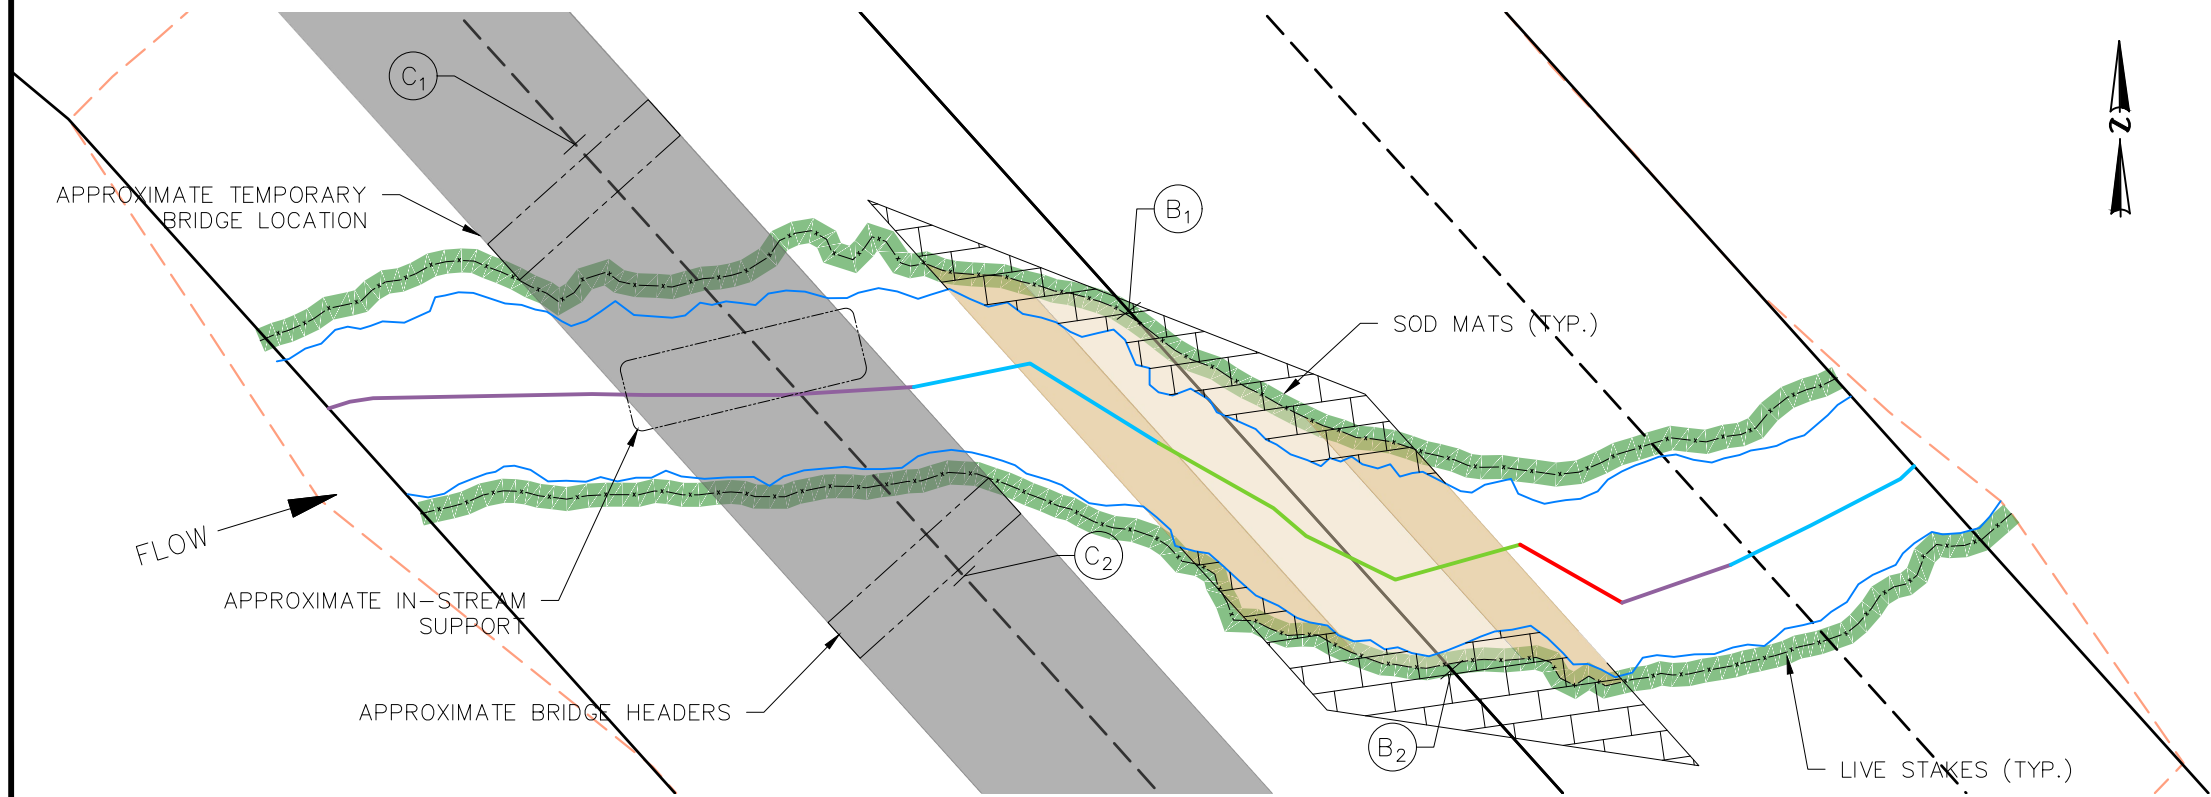 C1
APPROXIMATE TEMPORARY
BRIDGE LOCATION
B1
SOD MATS (TYP.)
N
FLOW
C2
APPROXIMATE IN-STREAM
SUPPORT
APPROXIMATE BRIDGE HEADERS
B2
LIVE STAKES (TYP.)